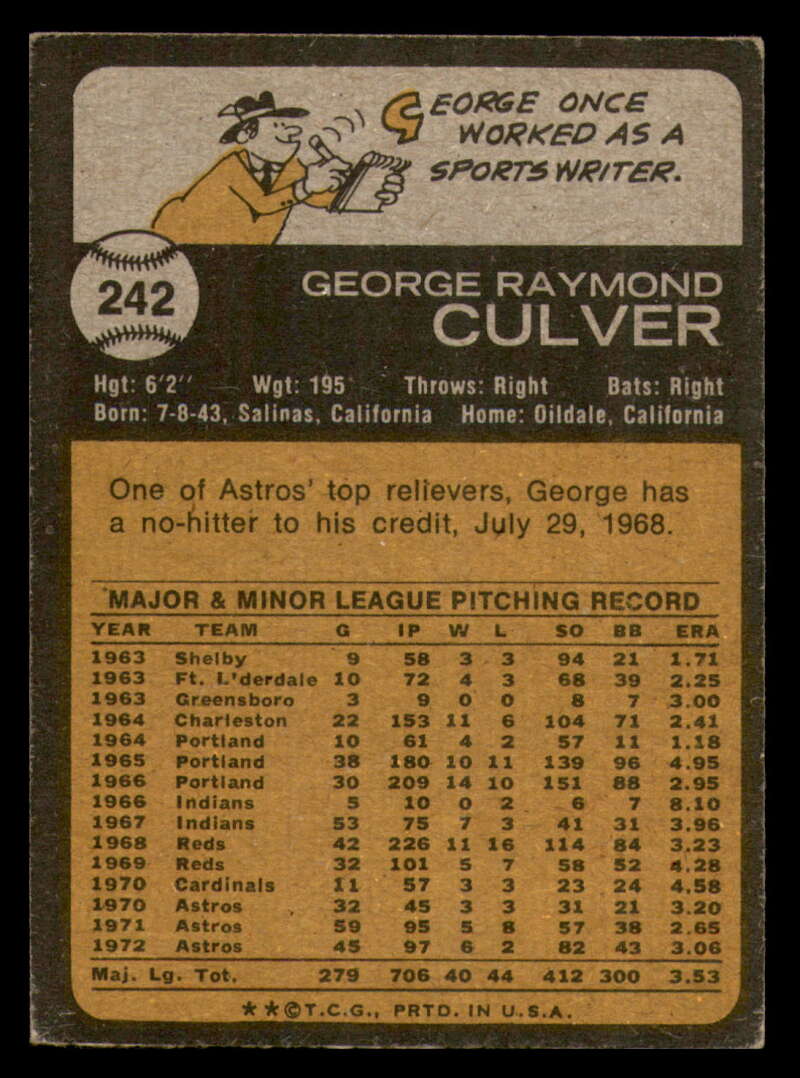 GEORGE ONCE
WORKED AS A
SPORTS WRITER.
242
GEORGE RAYMOND
CULVER
Hgt: 6'2" Wgt: 195 Throws: Right Bats: Right
Born: 7-8-43, Salinas, California Home: Oildale, California
One of Astros' top relievers, George has
a no-hitter to his credit, July 29, 1968.
MAJOR & MINOR LEAGUE PITCHING RECORD
YEAR TEAM G IP W L SO BB ERA
1963 Shelby 9 58 3 3 94 21 1.71
1963 Ft. L'derdale 10 72 4 3 68 39 2.25
1963 Greensboro 3 9 0 0 8 7 3.00
1964 Charleston 22 153 11 6 104 71 2.41
1964 Portland 10 61 4 2 57 11 1.18
1965 Portland 38 180 10 11 139 96 4.95
1966 Portland 30 209 14 10 151 88 2.95
1966 Indians 5 10 0 2 6 7 8.10
1967 Indians 53 75 7 3 41 31 3.96
1968 Reds 42 226 11 16 114 84 3.23
1969 Reds 32 101 5 7 58 52 4.28
1970 Cardinals 11 57 3 3 23 24 4.58
1970 Astros 32 45 3 3 31 21 3.20
1971 Astros 59 95 5 8 57 38 2.65
1972 Astros 45 97 6 2 82 43 3.06
Maj. Lg. Tot. 279 706 40 44 412 300 3.53
★★©T.C.G., PRTD. IN U.S.A.